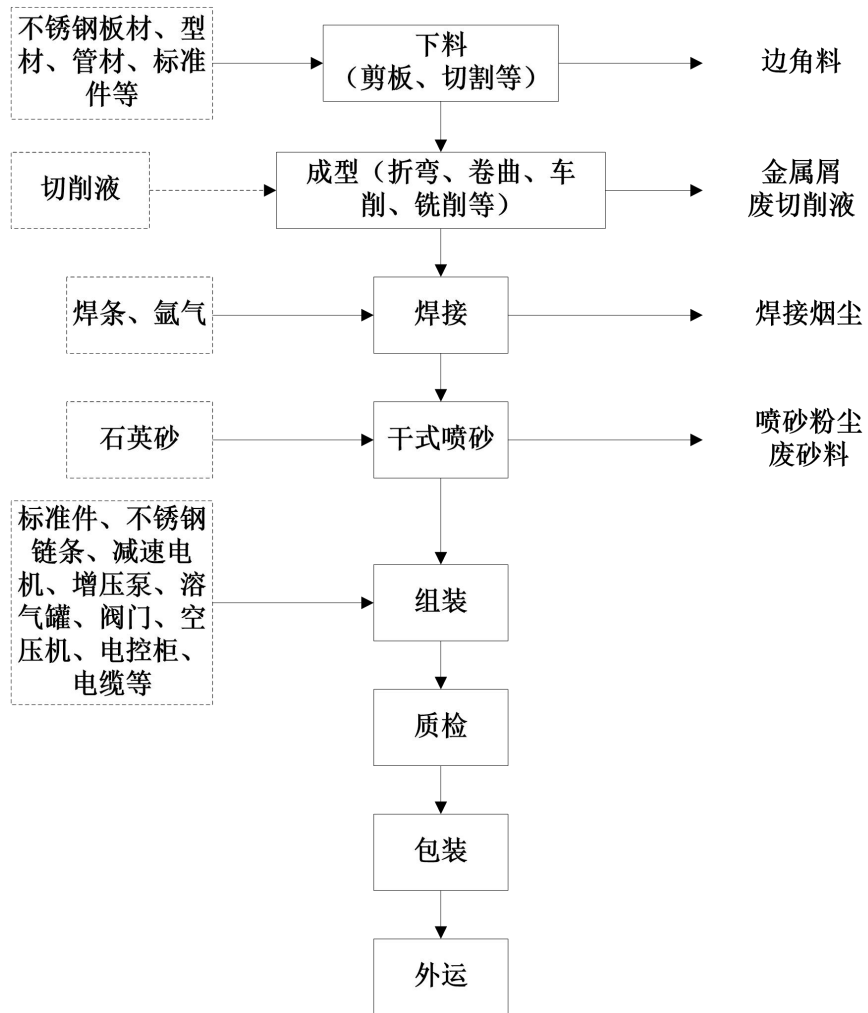 不锈钢板材、型
材、管材、标准
件等
下料
（剪板、切割等）
边角料
切削液
成型（折弯、卷曲、车
削、铣削等）
金属屑
废切削液
焊条、氩气
焊接
焊接烟尘
石英砂
干式喷砂
喷砂粉尘
废砂料
标准件、不锈钢
链条、减速电
机、增压泵、溶
气罐、阀门、空
压机、电控柜、
电缆等
组装
质检
包装
外运